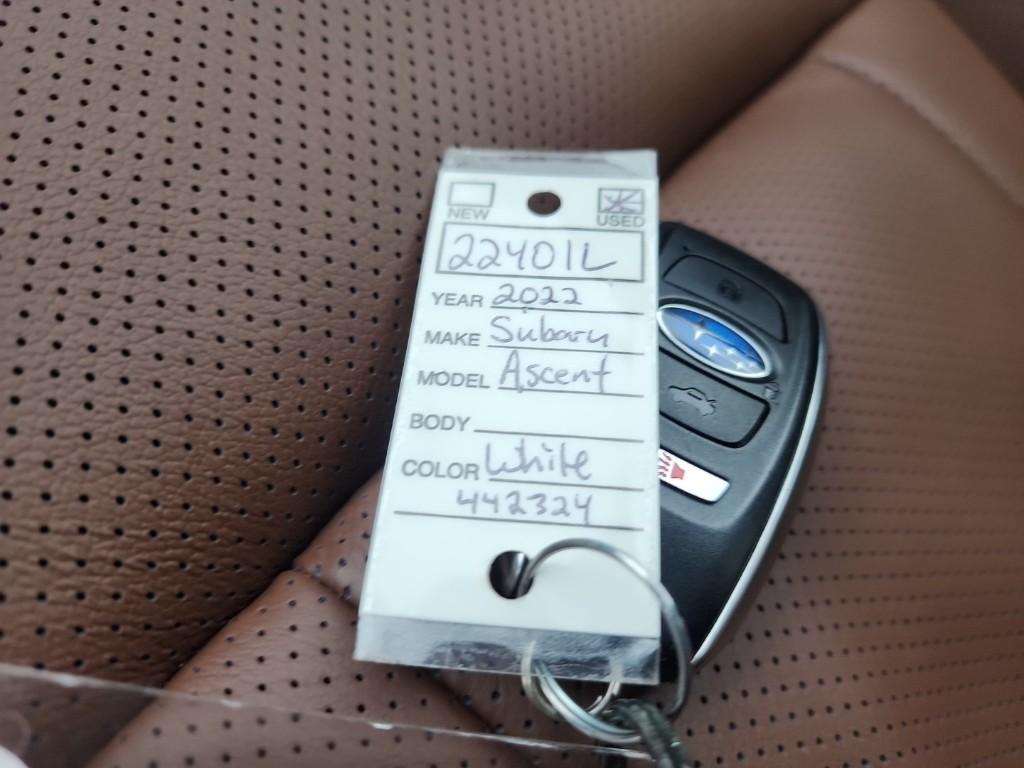 NEW USED
22401L
YEAR 2022
MAKE Subaru
MODEL Ascent
BODY
COLOR White
442324